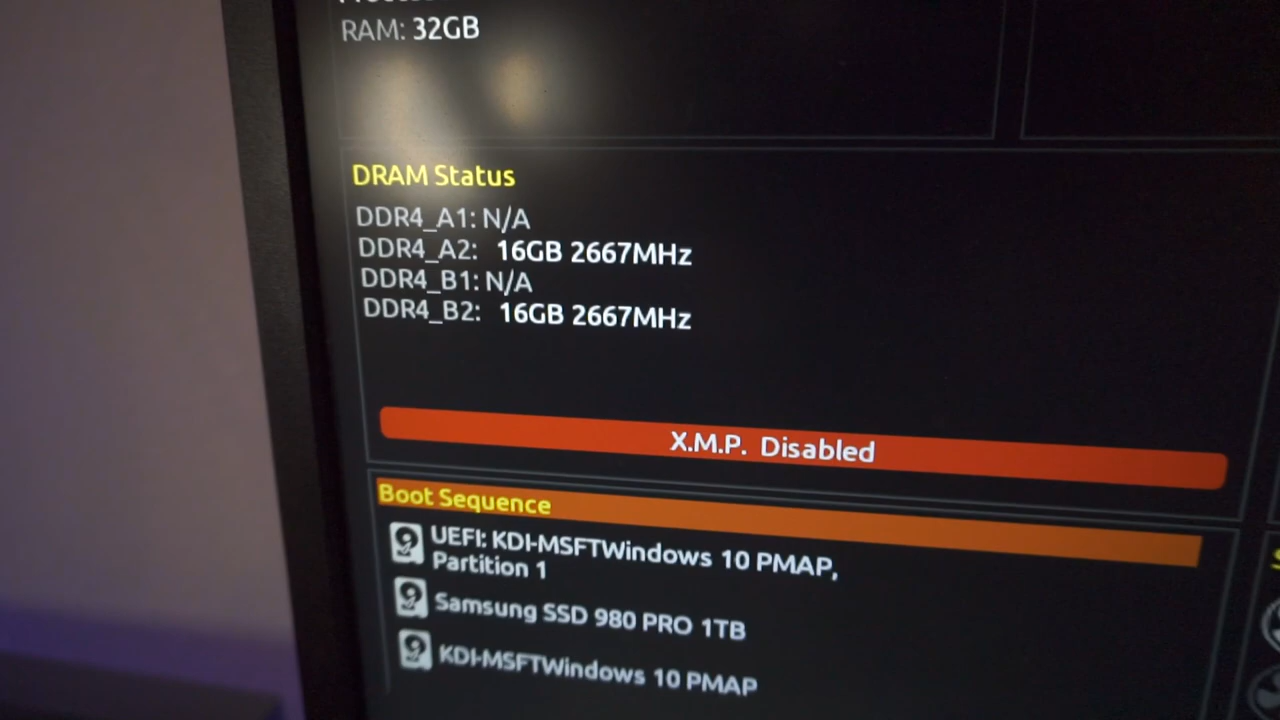 RAM: 32GB
DRAM Status
DDR4_A1: N/A
DDR4_A2: 16GB 2667MHz
DDR4_B1: N/A
DDR4_B2: 16GB 2667MHz
X.M.P. Disabled
Boot Sequence
UEFI: KDI-MSFTWindows 10 PMAP,
Partition 1
Samsung SSD 980 PRO 1TB
KDI-MSFTWindows 10 PMAP